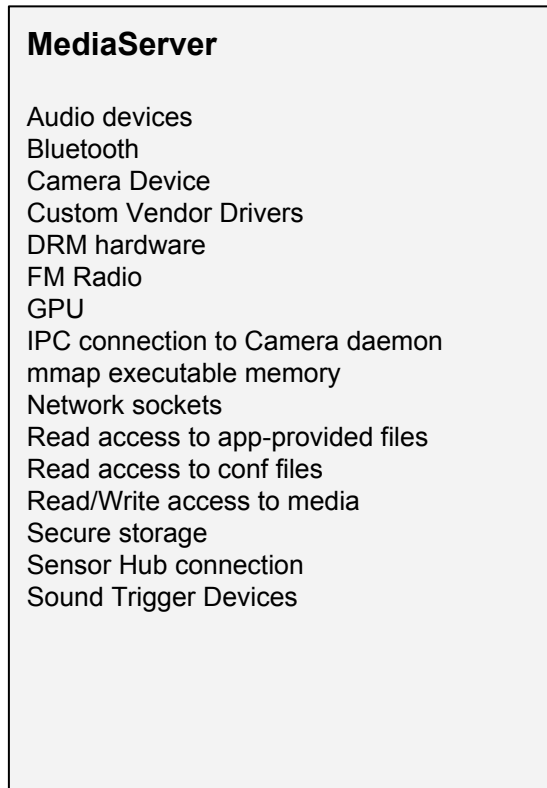 MediaServer
Audio devices
Bluetooth
Camera Device
Custom Vendor Drivers
DRM hardware
FM Radio
GPU
IPC connection to Camera daemon
mmap executable memory
Network sockets
Read access to app-provided files
Read access to conf files
Read/Write access to media
Secure storage
Sensor Hub connection
Sound Trigger Devices